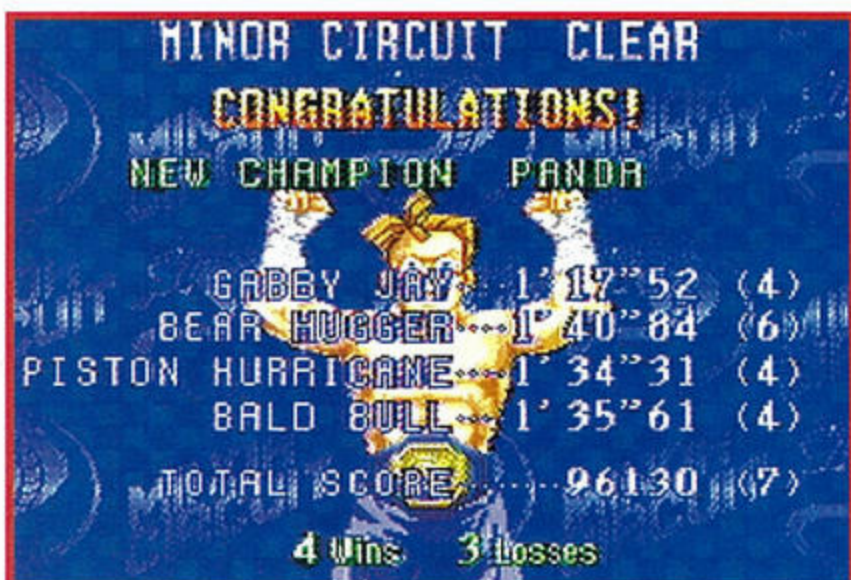 MINOR CIRCUIT CLEAR
CONGRATULATIONS!
NEW CHAMPION PANDA
GABBY JAY...1'17"52 (4)
BEAR HUGGER...1'40"84 (6)
PISTON HURRICANE...1'34"31 (4)
BALD BULL...1'35"61 (4)
TOTAL SCORE......96130 (7)
4 Wins 3 Losses